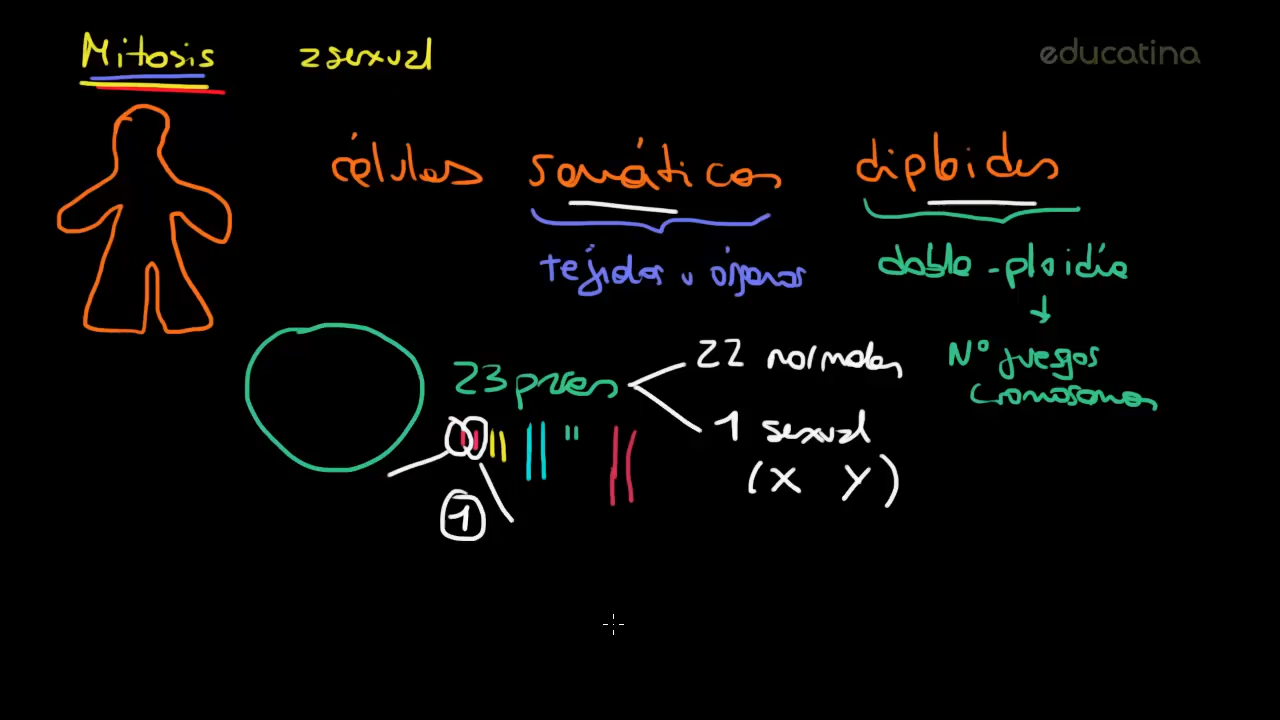 Mitosis asexual
educatina
células somáticas diploides
tejidos u órganos
doble - ploidía
23 pares
22 normales
1 sexual
(X Y)
Nº juegos
cromosomas
1